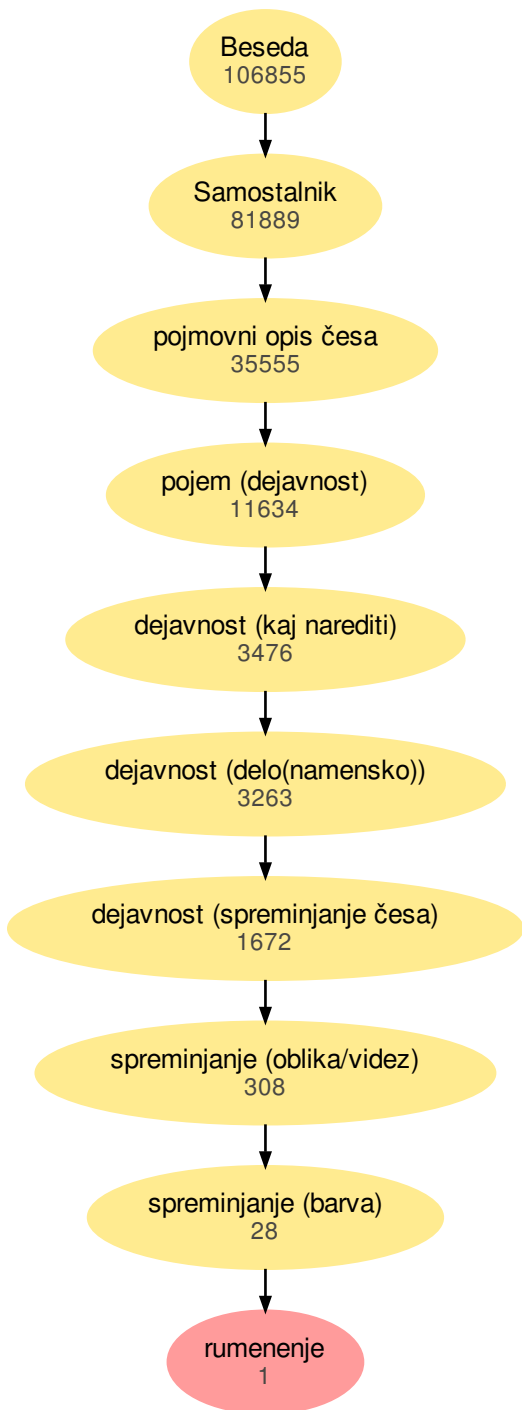 Beseda
106855
Samostalnik
81889
pojmovni opis česa
35555
pojem (dejavnost)
11634
dejavnost (kaj narediti)
3476
dejavnost (delo(namensko))
3263
dejavnost (spreminjanje česa)
1672
spreminjanje (oblika/videz)
308
spreminjanje (barva)
28
rumenenje
1